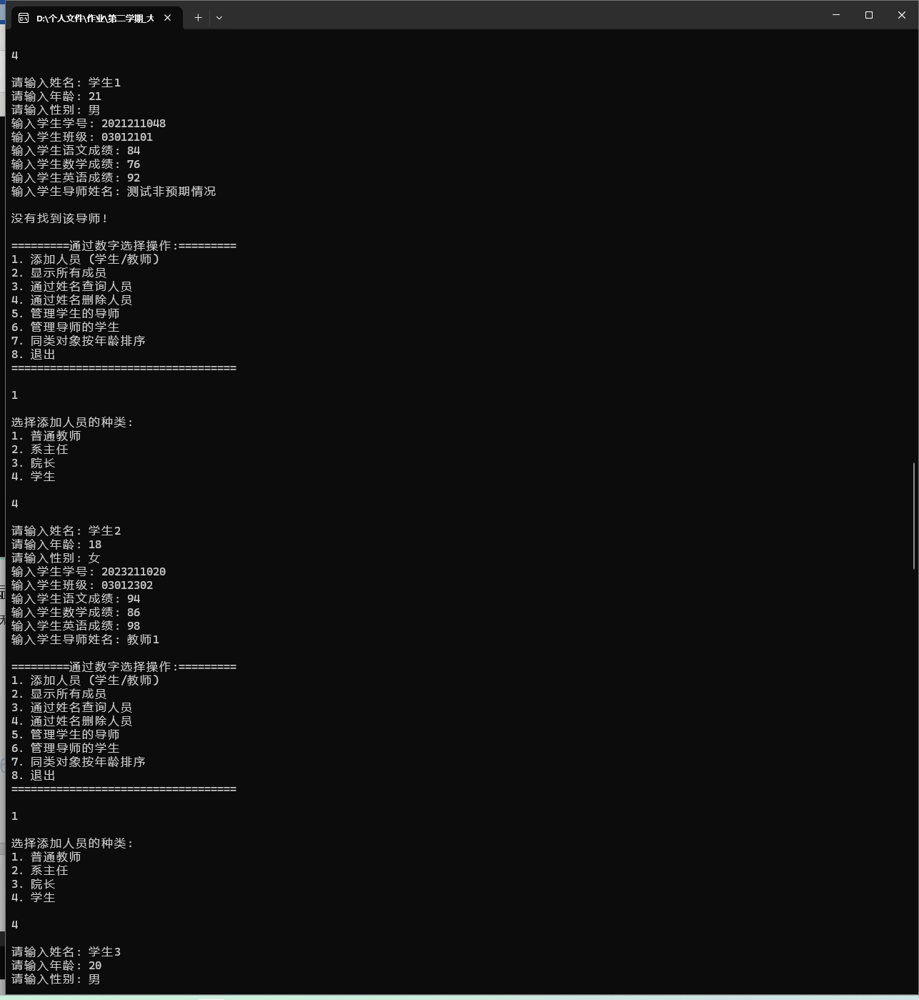 D:\个人文件\作业\第二学期_大
4
请输入姓名: 学生1
请输入年龄: 21
请输入性别: 男
输入学生学号: 2021211048
输入学生班级: 03012101
输入学生语文成绩: 84
输入学生数学成绩: 76
输入学生英语成绩: 92
输入学生导师姓名: 测试非预期情况
没有找到该导师!
=========通过数字选择操作:=========
1. 添加人员 (学生/教师)
2. 显示所有成员
3. 通过姓名查询人员
4. 通过姓名删除人员
5. 管理学生的导师
6. 管理导师的学生
7. 同类对象按年龄排序
8. 退出
===================================
1
选择添加人员的种类:
1. 普通教师
2. 系主任
3. 院长
4. 学生
4
请输入姓名: 学生2
请输入年龄: 18
请输入性别: 女
输入学生学号: 2023211020
输入学生班级: 03012302
输入学生语文成绩: 94
输入学生数学成绩: 86
输入学生英语成绩: 98
输入学生导师姓名: 教师1
=========通过数字选择操作:=========
1. 添加人员 (学生/教师)
2. 显示所有成员
3. 通过姓名查询人员
4. 通过姓名删除人员
5. 管理学生的导师
6. 管理导师的学生
7. 同类对象按年龄排序
8. 退出
===================================
1
选择添加人员的种类:
1. 普通教师
2. 系主任
3. 院长
4. 学生
4
请输入姓名: 学生3
请输入年龄: 20
请输入性别: 男